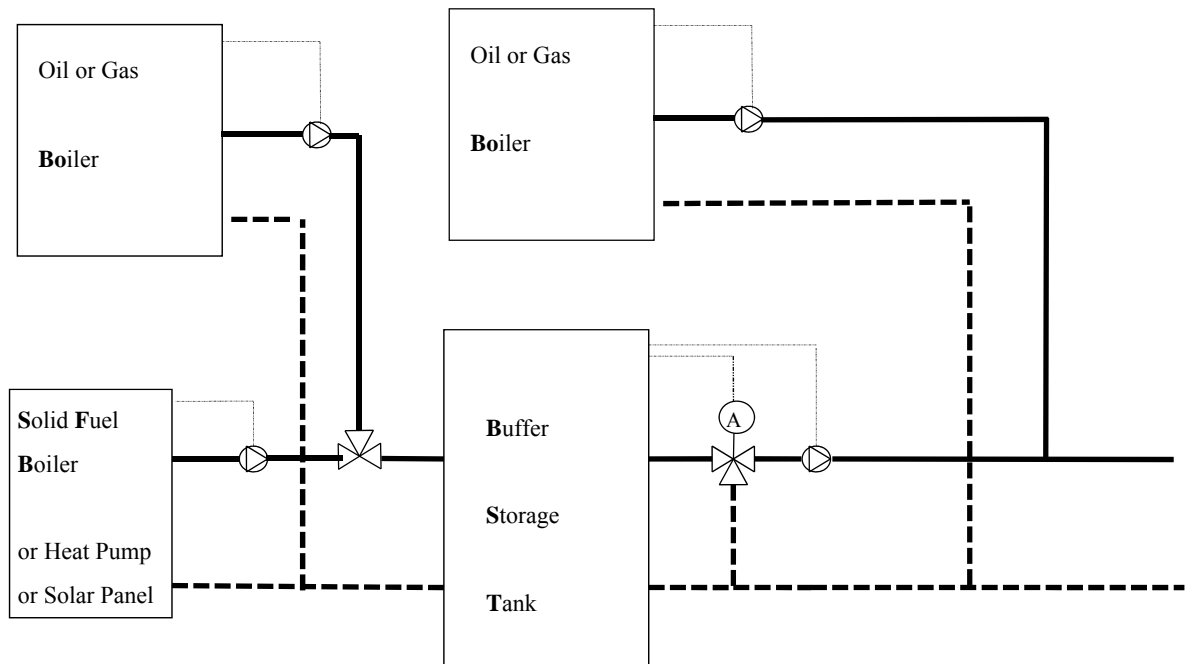 Oil or Gas
Boiler
Oil or Gas
Boiler
Solid Fuel
Boiler
or Heat Pump
or Solar Panel
Buffer
Storage
Tank
A